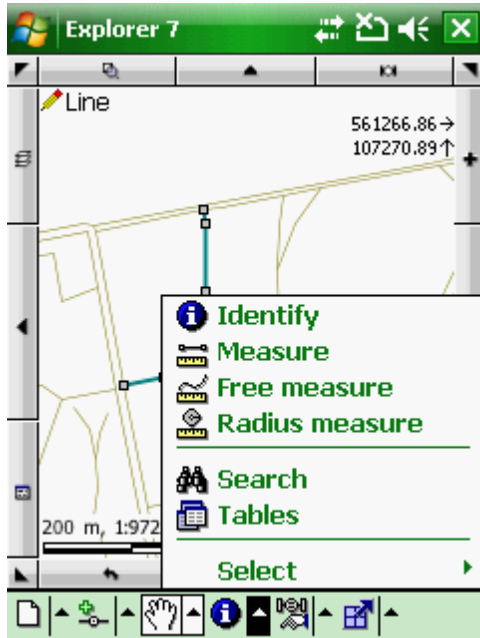 Explorer 7
Line
561266.86→
107270.89↑
Identify
Measure
Free measure
Radius measure
Search
Tables
200 m, 1:972
Select